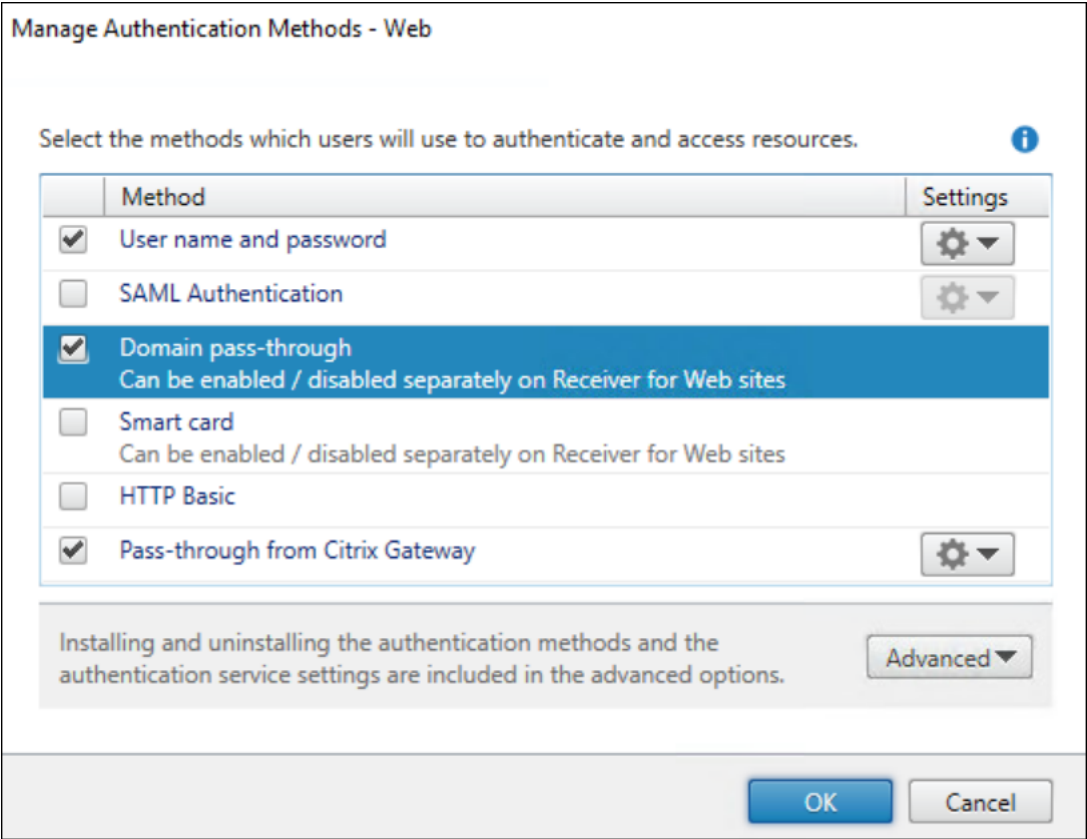 Manage Authentication Methods - Web
Select the methods which users will use to authenticate and access resources.
Method Settings
User name and password
SAML Authentication
Domain pass-through
Can be enabled / disabled separately on Receiver for Web sites
Smart card
Can be enabled / disabled separately on Receiver for Web sites
HTTP Basic
Pass-through from Citrix Gateway
Installing and uninstalling the authentication methods and the
authentication service settings are included in the advanced options.
Advanced
OK Cancel